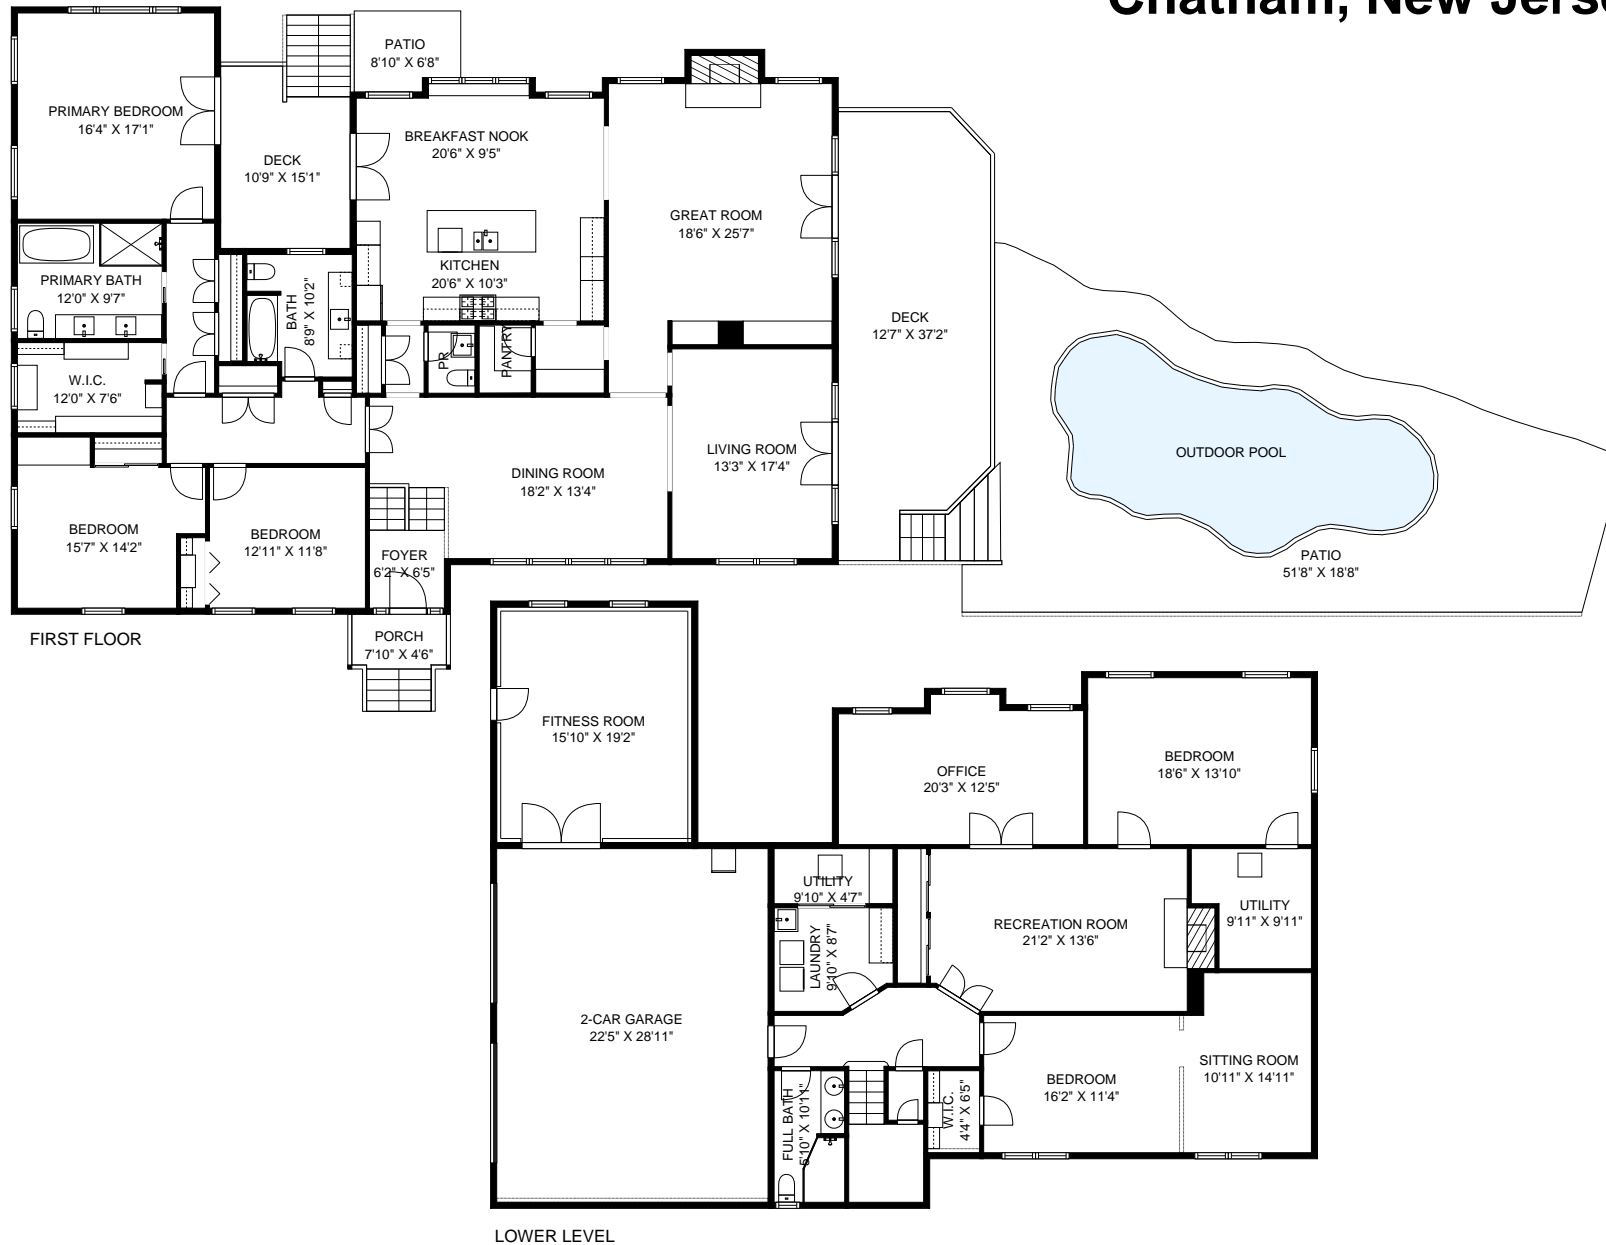 Chatham, New Jerse
PATIO
8'10" X 6'8"
PRIMARY BEDROOM
16'4" X 17'1"
BREAKFAST NOOK
20'6" X 9'5"
DECK
10'9" X 15'1"
GREAT ROOM
18'6" X 25'7"
KITCHEN
20'6" X 10'3"
PRIMARY BATH
12'0" X 9'7"
BATH
8'9" X 10'2"
DECK
12'7" X 37'2"
PR
PANTRY
W.I.C.
12'0" X 7'6"
LIVING ROOM
13'3" X 17'4"
OUTDOOR POOL
DINING ROOM
18'2" X 13'4"
BEDROOM
15'7" X 14'2"
BEDROOM
12'11" X 11'8"
FOYER
6'2" X 6'5"
PATIO
51'8" X 18'8"
PORCH
7'10" X 4'6"
FIRST FLOOR
FITNESS ROOM
15'10" X 19'2"
OFFICE
20'3" X 12'5"
BEDROOM
18'6" X 13'10"
UTILITY
9'10" X 4'7"
RECREATION ROOM
21'2" X 13'6"
UTILITY
9'11" X 9'11"
LAUNDRY
9'10" X 8'7"
2-CAR GARAGE
22'5" X 28'11"
SITTING ROOM
10'11" X 14'11"
BEDROOM
16'2" X 11'4"
W.I.C.
4'4" X 6'5"
FULL BATH
5'10" X 10'11"
LOWER LEVEL